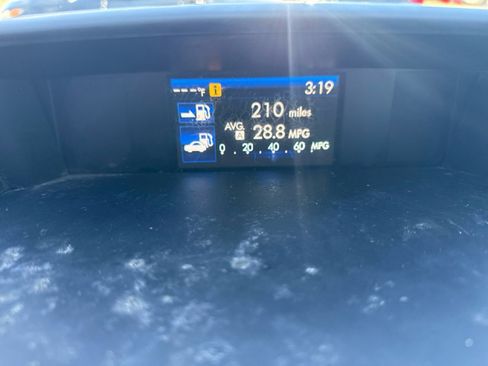 -- -- -°F i 3:19
210 miles
AVG.
A 28.8 MPG
0 . 20 . 40 . 60 . MPG